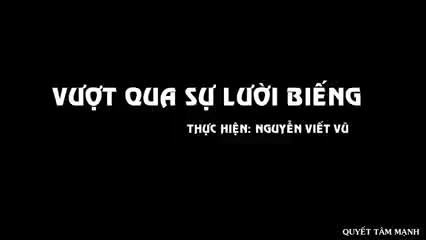 VƯỢT QUA SỰ LƯỜI BIẾNG
THỰC HIỆN: NGUYỄN VIẾT VŨ
QUYẾT TÂM MẠNH